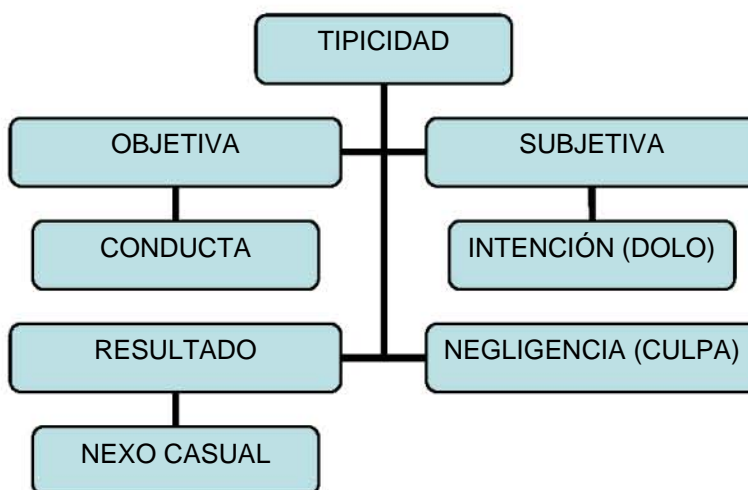 TIPICIDAD
OBJETIVA
SUBJETIVA
CONDUCTA
INTENCIÓN (DOLO)
RESULTADO
NEGLIGENCIA (CULPA)
NEXO CASUAL